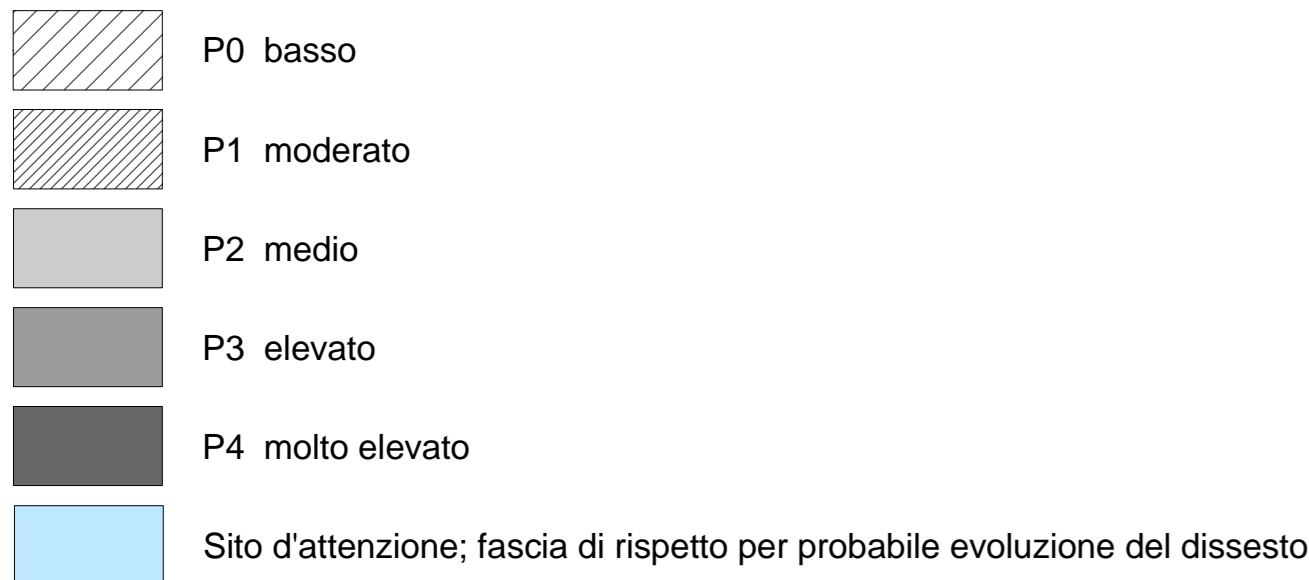 P0 basso
P1 moderato
P2 medio
P3 elevato
P4 molto elevato
Sito d'attenzione; fascia di rispetto per probabile evoluzione del dissesto